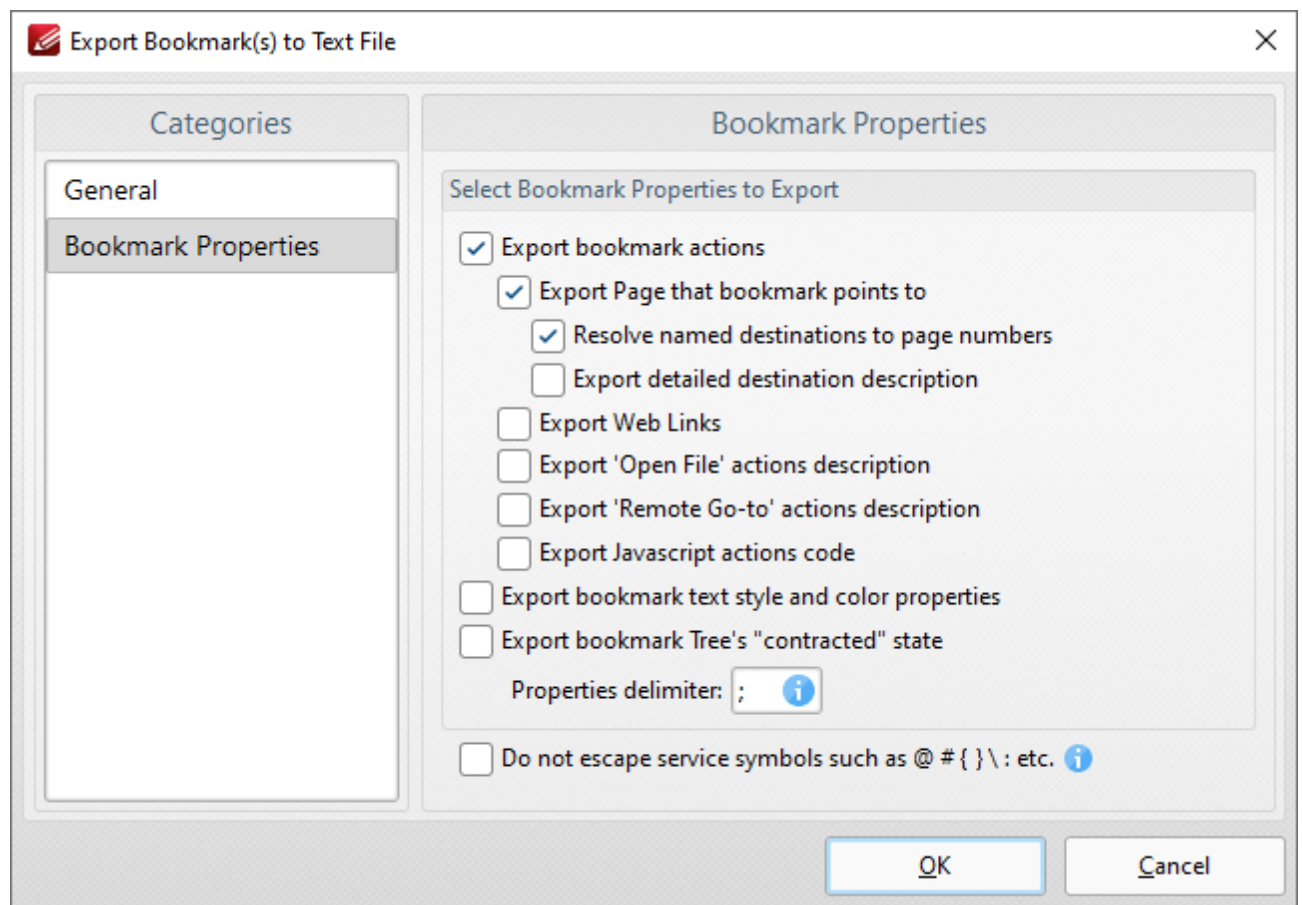 Export Bookmark(s) to Text File
Categories
General
Bookmark Properties
Bookmark Properties
Select Bookmark Properties to Export
Export bookmark actions
Export Page that bookmark points to
Resolve named destinations to page numbers
Export detailed destination description
Export Web Links
Export 'Open File' actions description
Export 'Remote Go-to' actions description
Export Javascript actions code
Export bookmark text style and color properties
Export bookmark Tree's "contracted" state
Properties delimiter: ;
Do not escape service symbols such as @ # { } \ : etc.
OK
Cancel